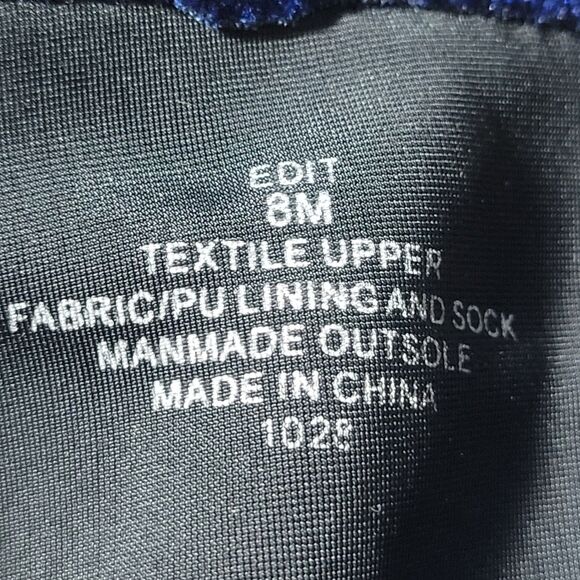 EDIT
8M
TEXTILE UPPER
FABRIC/PU LINING AND SOCK
MANMADE OUTSOLE
MADE IN CHINA
1028